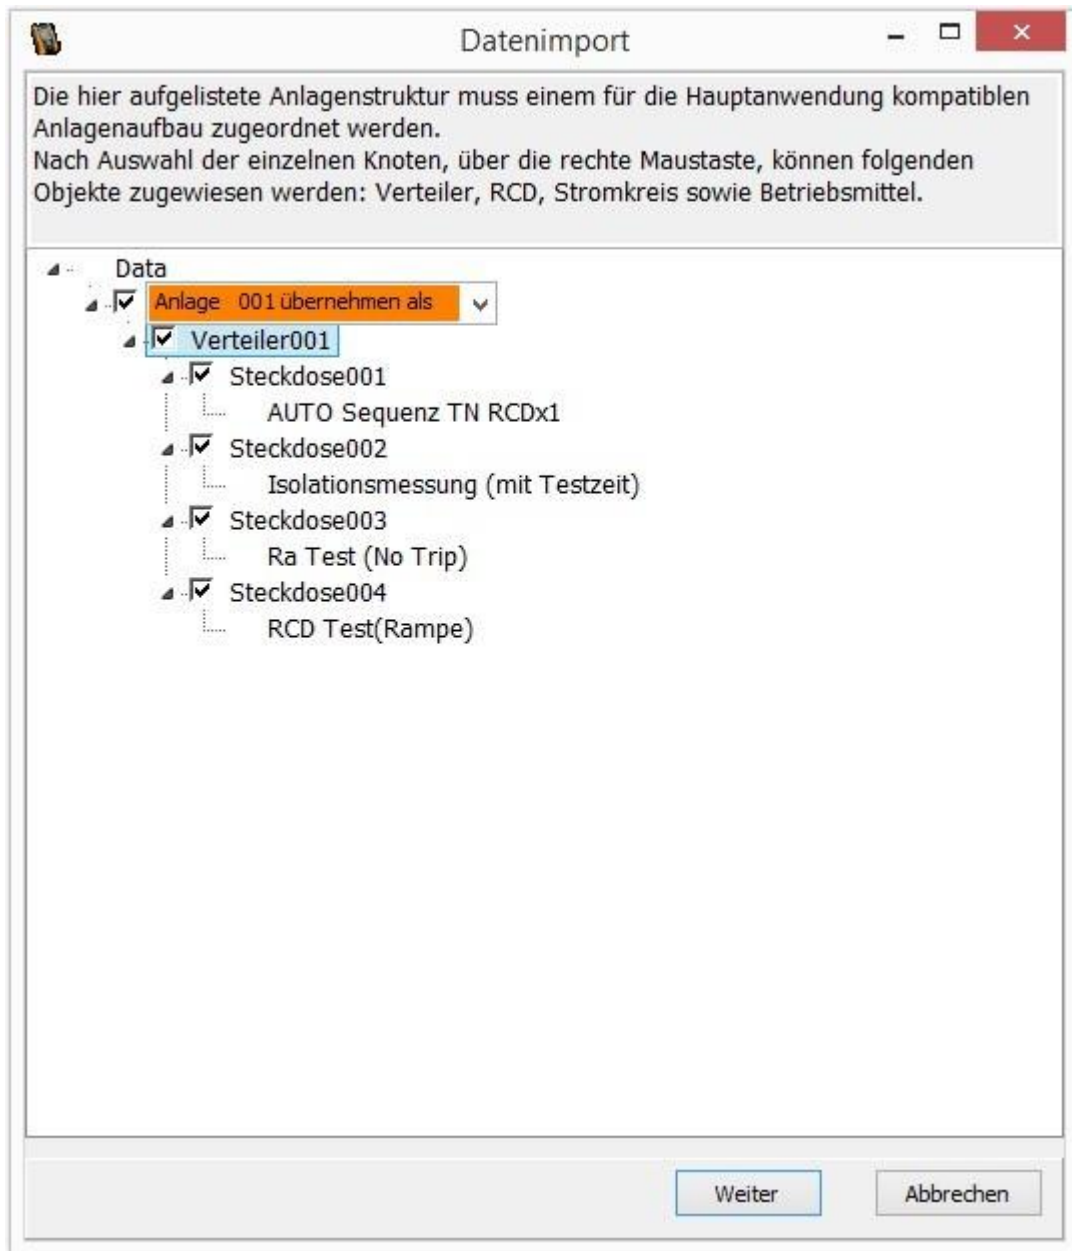 Datenimport
Die hier aufgelistete Anlagenstruktur muss einem für die Hauptanwendung kompatiblen
Anlagenaufbau zugeordnet werden.
Nach Auswahl der einzelnen Knoten, über die rechte Maustaste, können folgenden
Objekte zugewiesen werden: Verteiler, RCD, Stromkreis sowie Betriebsmittel.
Data
Anlage 001 übernehmen als
Verteiler001
Steckdose001
AUTO Sequenz TN RCDx1
Steckdose002
Isolationsmessung (mit Testzeit)
Steckdose003
Ra Test (No Trip)
Steckdose004
RCD Test(Rampe)
Weiter Abbrechen